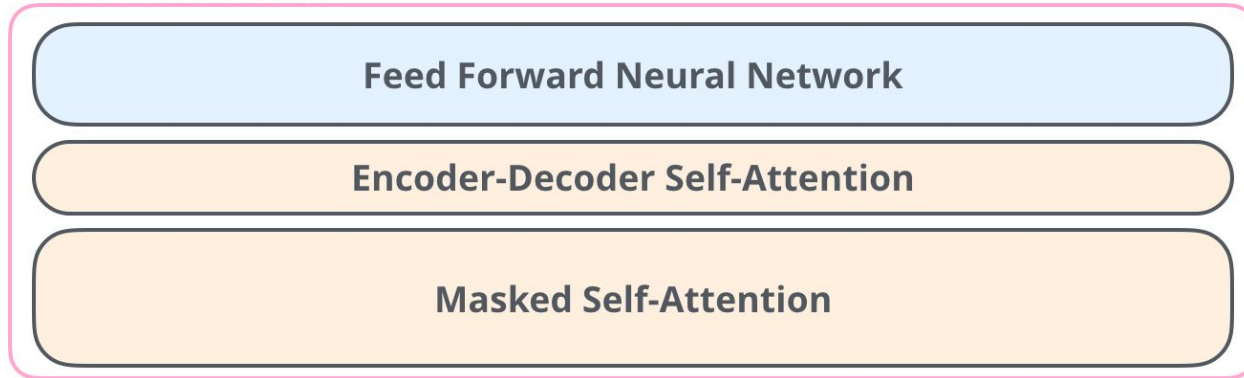 Feed Forward Neural Network
Encoder-Decoder Self-Attention
Masked Self-Attention